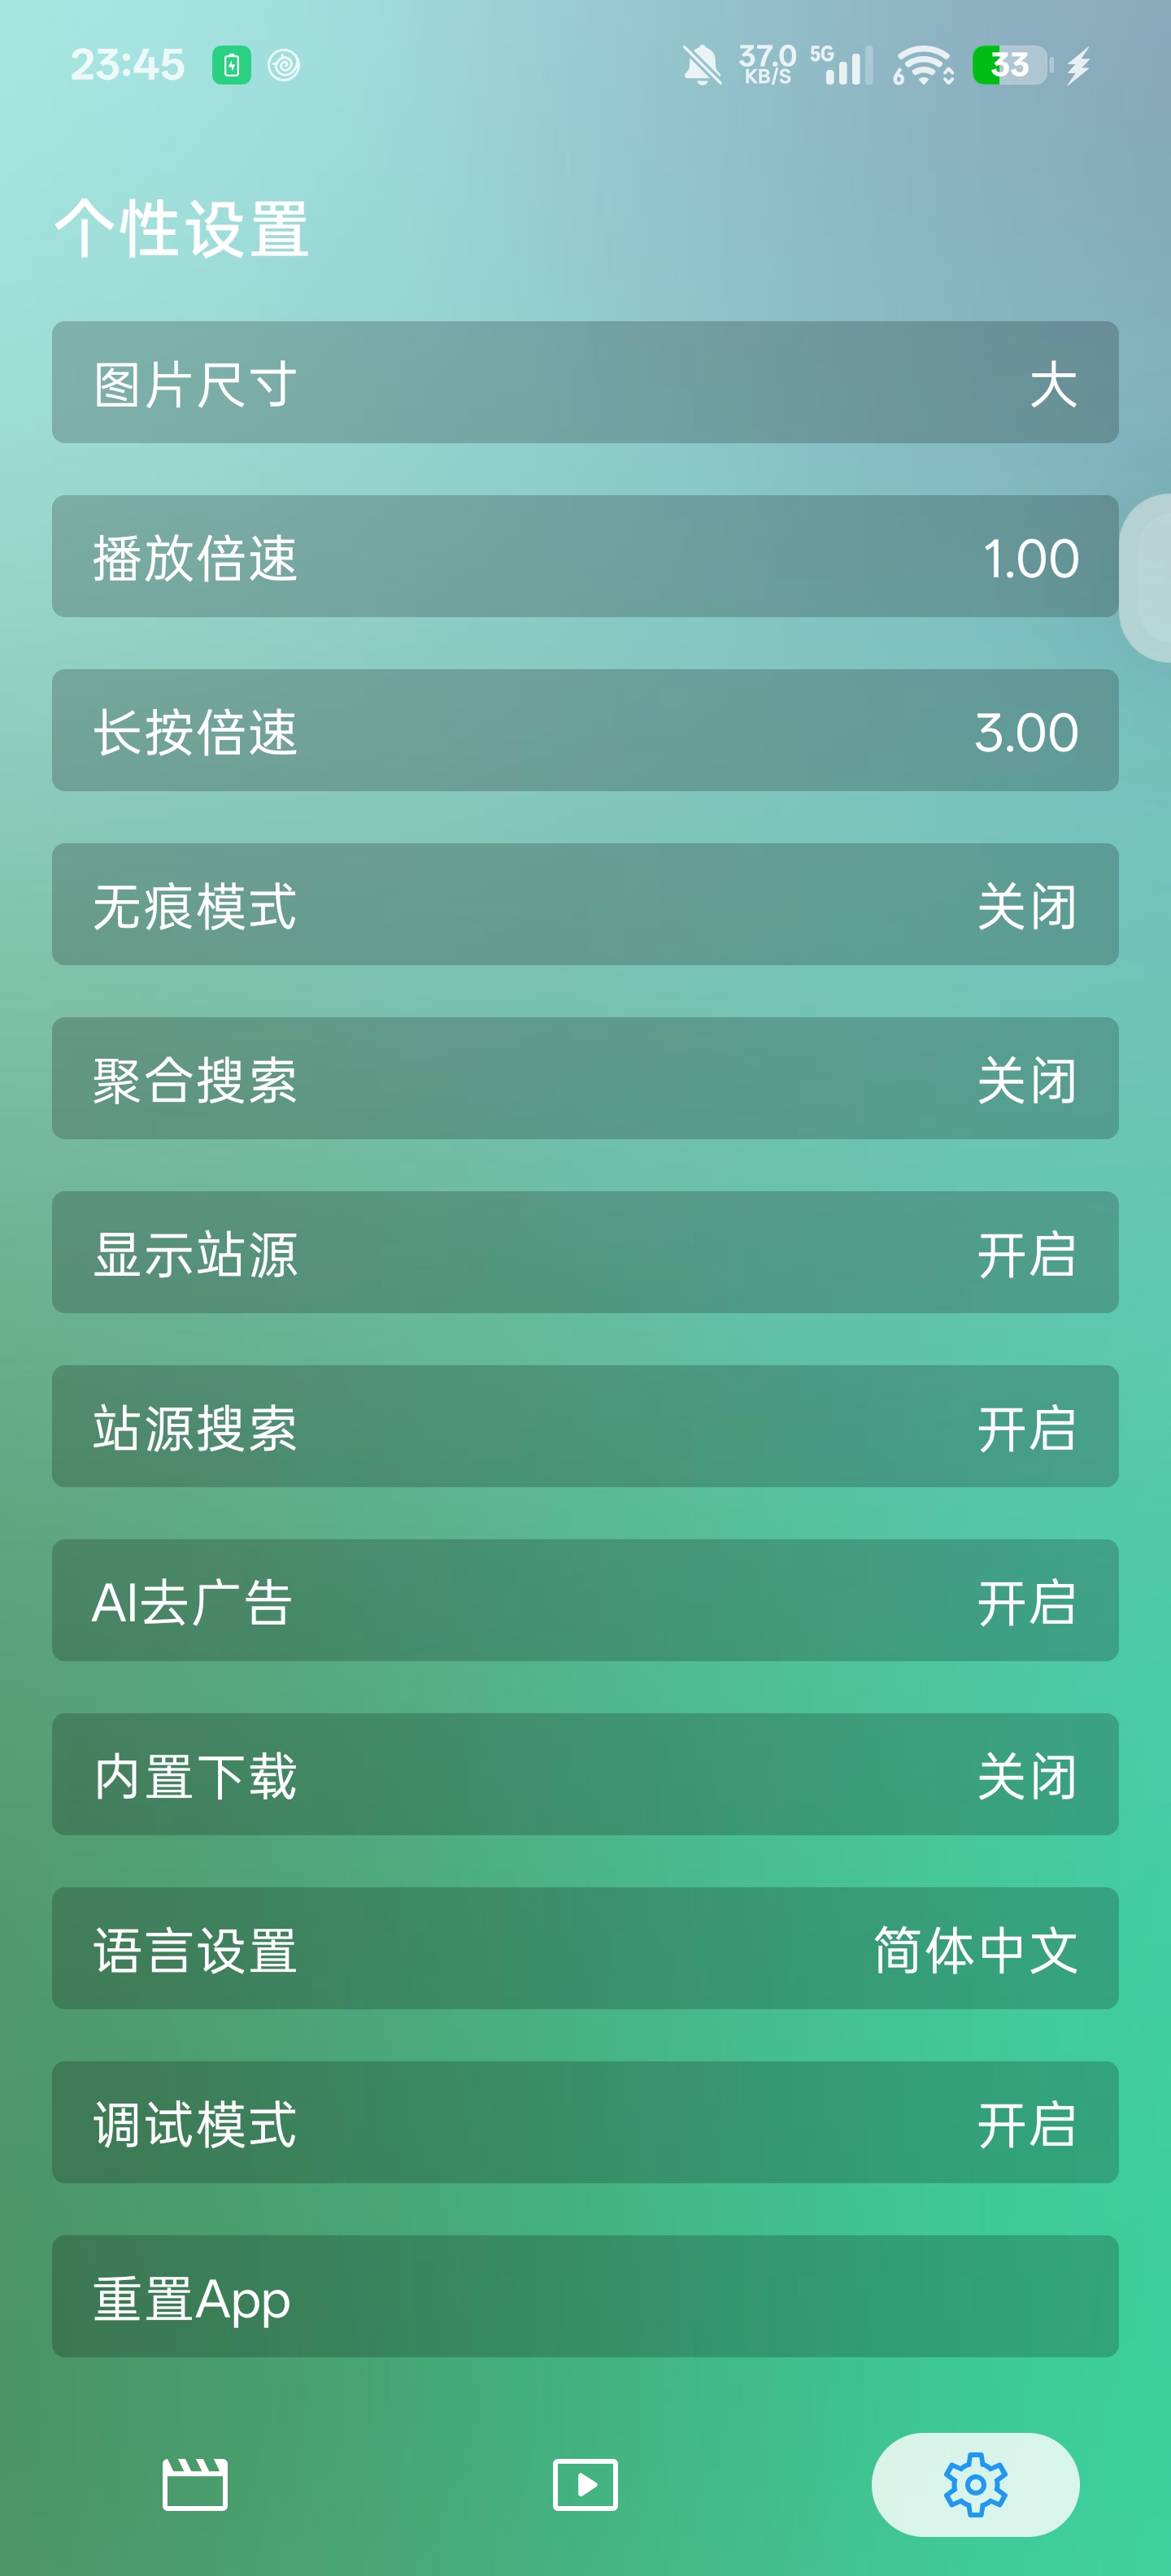 23:45
37.0
KB/S
5G
6
33
个性设置
图片尺寸 大
播放倍速 1.00
长按倍速 3.00
无痕模式 关闭
聚合搜索 关闭
显示站源 开启
站源搜索 开启
AI去广告 开启
内置下载 关闭
语言设置 简体中文
调试模式 开启
重置App